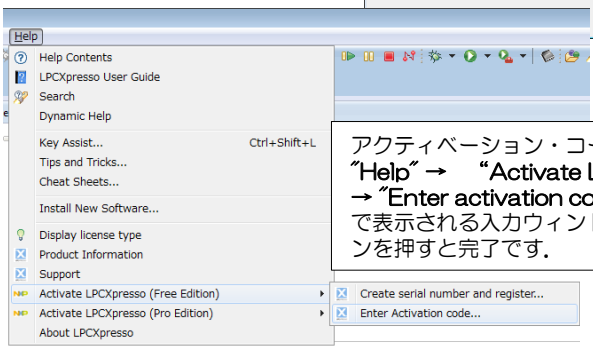 Help
Help Contents
LPCXpresso User Guide
Search
Dynamic Help
Key Assist... Ctrl+Shift+L
Tips and Tricks...
Cheat Sheets...
Install New Software...
Display license type
Product Information
Support
Activate LPCXpresso (Free Edition)
Activate LPCXpresso (Pro Edition)
About LPCXpresso
Create serial number and register...
Enter Activation code...
アクティベーション・コー
"Help" → “Activate L
→ "Enter activation co
で表示される入力ウィン
ンを押すと完了です.